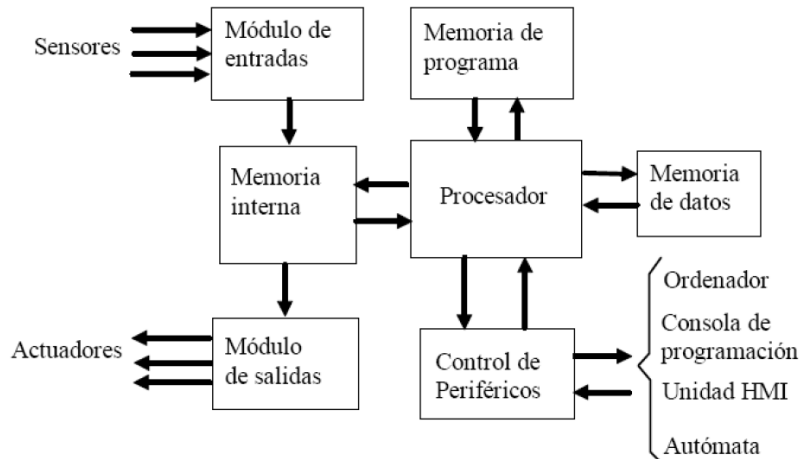 Sensores
Módulo de
entradas
Memoria de
programa
Memoria
interna
Procesador
Memoria
de datos
Actuadores
Módulo
de salidas
Control de
Periféricos
Ordenador
Consola de
programación
Unidad HMI
Autómata